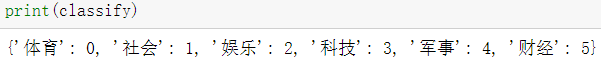 print(classify)
{'体育': 0, '社会': 1, '娱乐': 2, '科技': 3, '军事': 4, '财经': 5}